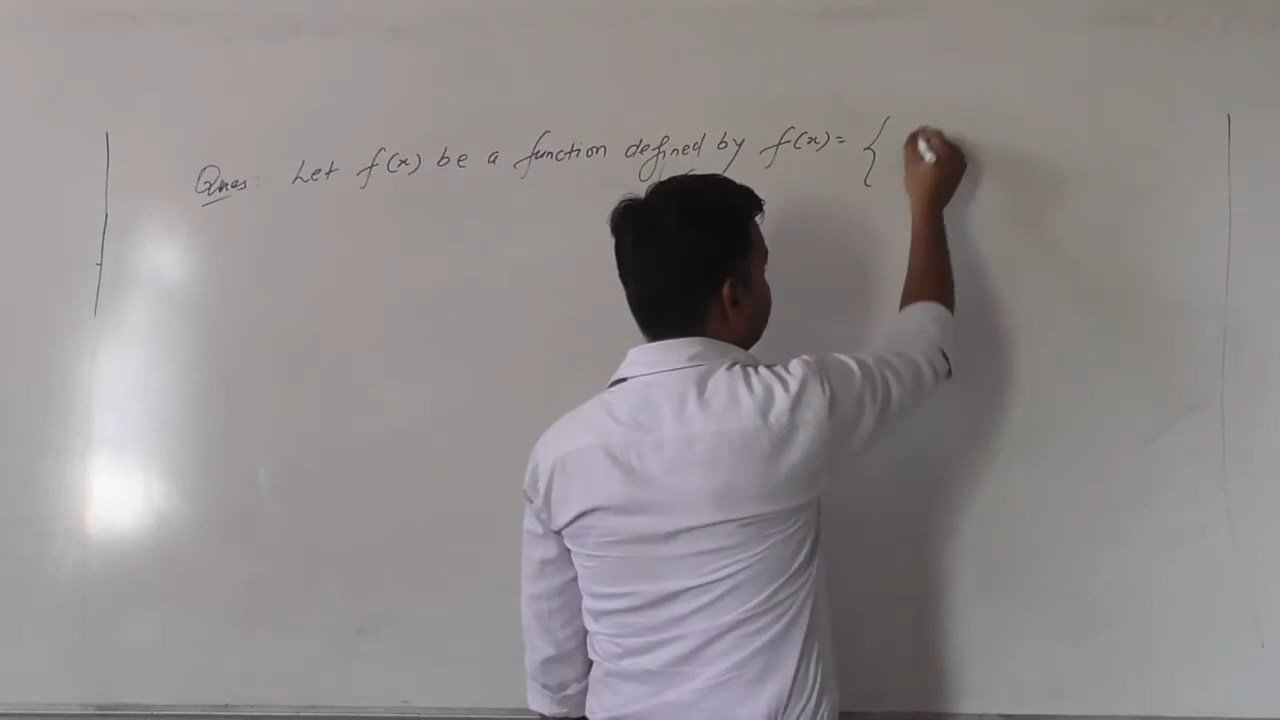 Ques: Let f(x) be a function defined by f(x)= {